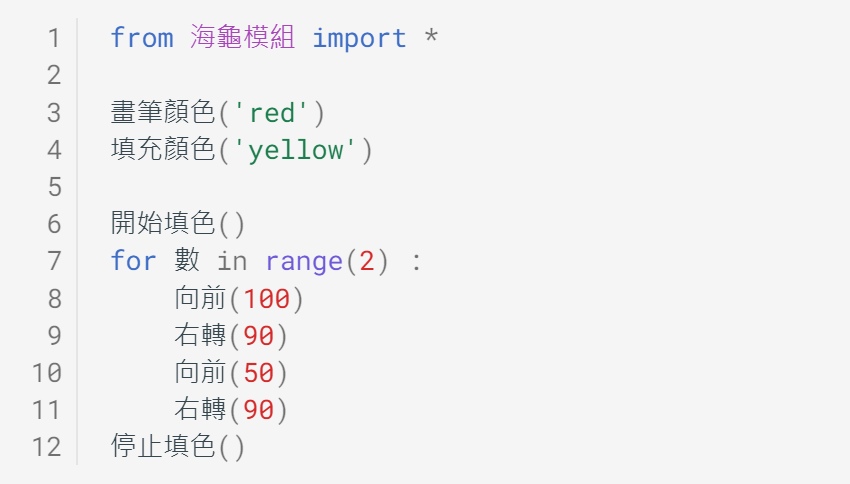 1 from 海龜模組 import *
2
3 畫筆顏色('red')
4 填充顏色('yellow')
5
6 開始填色()
7 for 數 in range(2) :
8     向前(100)
9     右轉(90)
10     向前(50)
11     右轉(90)
12 停止填色()